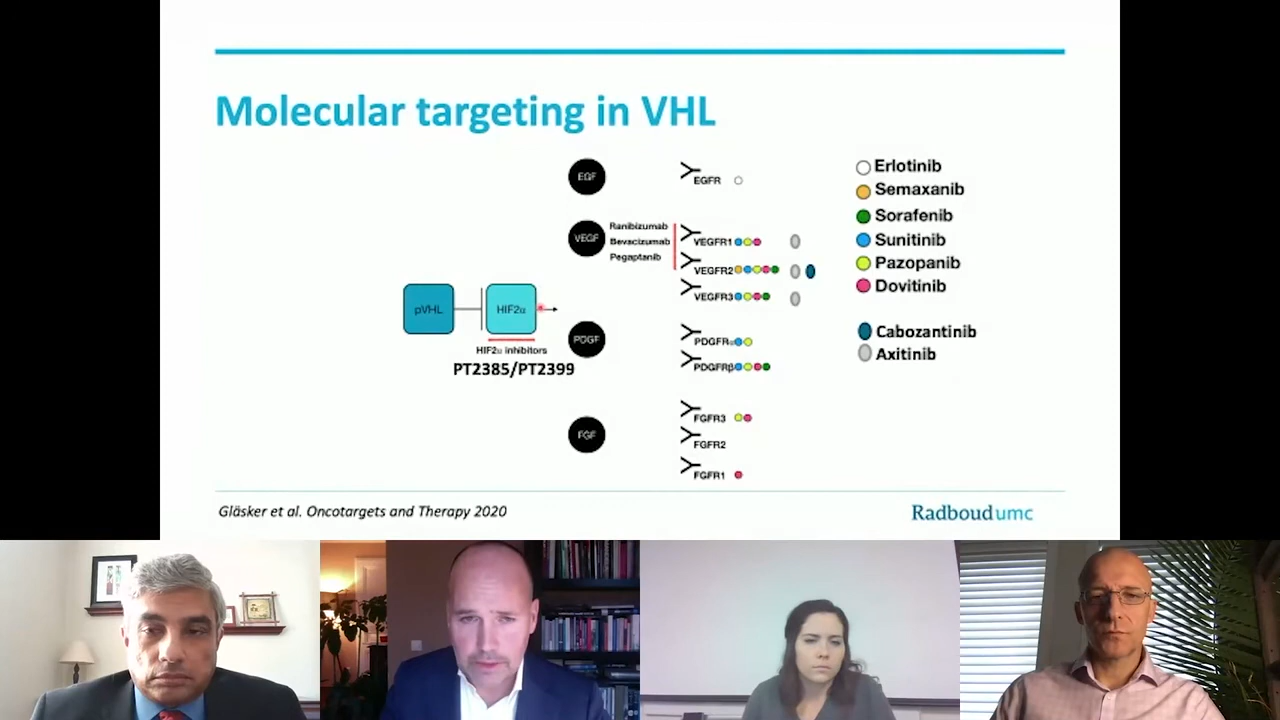 Molecular targeting in VHL
EGF
EGFR
VEGF
Ranibizumab
Bevacizumab
Pegaptanib
VEGFR1
VEGFR2
VEGFR3
pVHL
HIF2α
HIF2α inhibitors
PT2385/PT2399
PDGF
PDGFRα
PDGFRβ
FGF
FGFR3
FGFR2
FGFR1
Erlotinib
Semaxanib
Sorafenib
Sunitinib
Pazopanib
Dovitinib
Cabozantinib
Axitinib
Gläsker et al. Oncotargets and Therapy 2020
Radboudumc